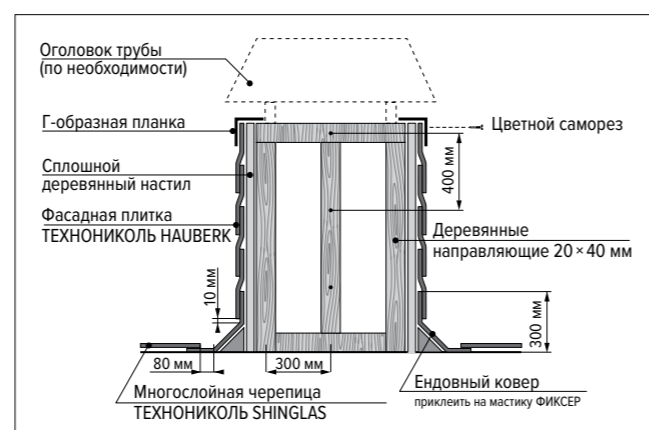 Оголовок трубы
(по необходимости)
Г-образная планка
Цветной саморез
Сплошной
деревянный настил
400 мм
Фасадная плитка
ТЕХНОНИКОЛЬ HAUBERK
Деревянные
направляющие 20 × 40 мм
10 мм
300 мм
80 мм
300 мм
Многослойная черепица
ТЕХНОНИКОЛЬ SHINGLAS
Ендовный ковер
приклеить на мастику ФИКСЕР